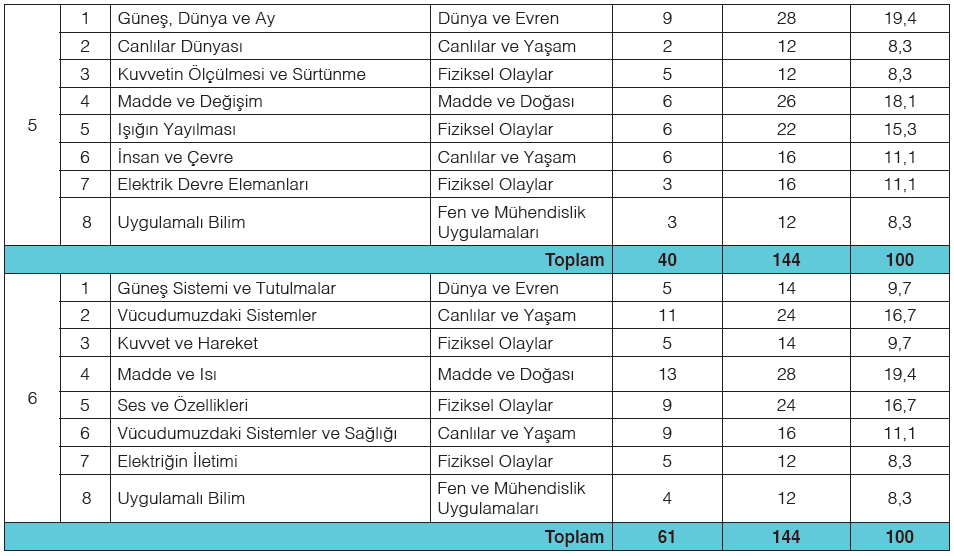 1 Güneş, Dünya ve Ay Dünya ve Evren 9 28 19,4
2 Canlılar Dünyası Canlılar ve Yaşam 2 12 8,3
3 Kuvvetin Ölçülmesi ve Sürtünme Fiziksel Olaylar 5 12 8,3
4 Madde ve Değişim Madde ve Doğası 6 26 18,1
5
5 Işığın Yayılması Fiziksel Olaylar 6 22 15,3
6 İnsan ve Çevre Canlılar ve Yaşam 6 16 11,1
7 Elektrik Devre Elemanları Fiziksel Olaylar 3 16 11,1
8 Uygulamalı Bilim Fen ve Mühendislik
Uygulamaları 3 12 8,3
Toplam 40 144 100
1 Güneş Sistemi ve Tutulmalar Dünya ve Evren 5 14 9,7
2 Vücudumuzdaki Sistemler Canlılar ve Yaşam 11 24 16,7
3 Kuvvet ve Hareket Fiziksel Olaylar 5 14 9,7
4 Madde ve Isı Madde ve Doğası 13 28 19,4
6
5 Ses ve Özellikleri Fiziksel Olaylar 9 24 16,7
6 Vücudumuzdaki Sistemler ve Sağlığı Canlılar ve Yaşam 9 16 11,1
7 Elektriğin İletimi Fiziksel Olaylar 5 12 8,3
8 Uygulamalı Bilim Fen ve Mühendislik
Uygulamaları 4 12 8,3
Toplam 61 144 100